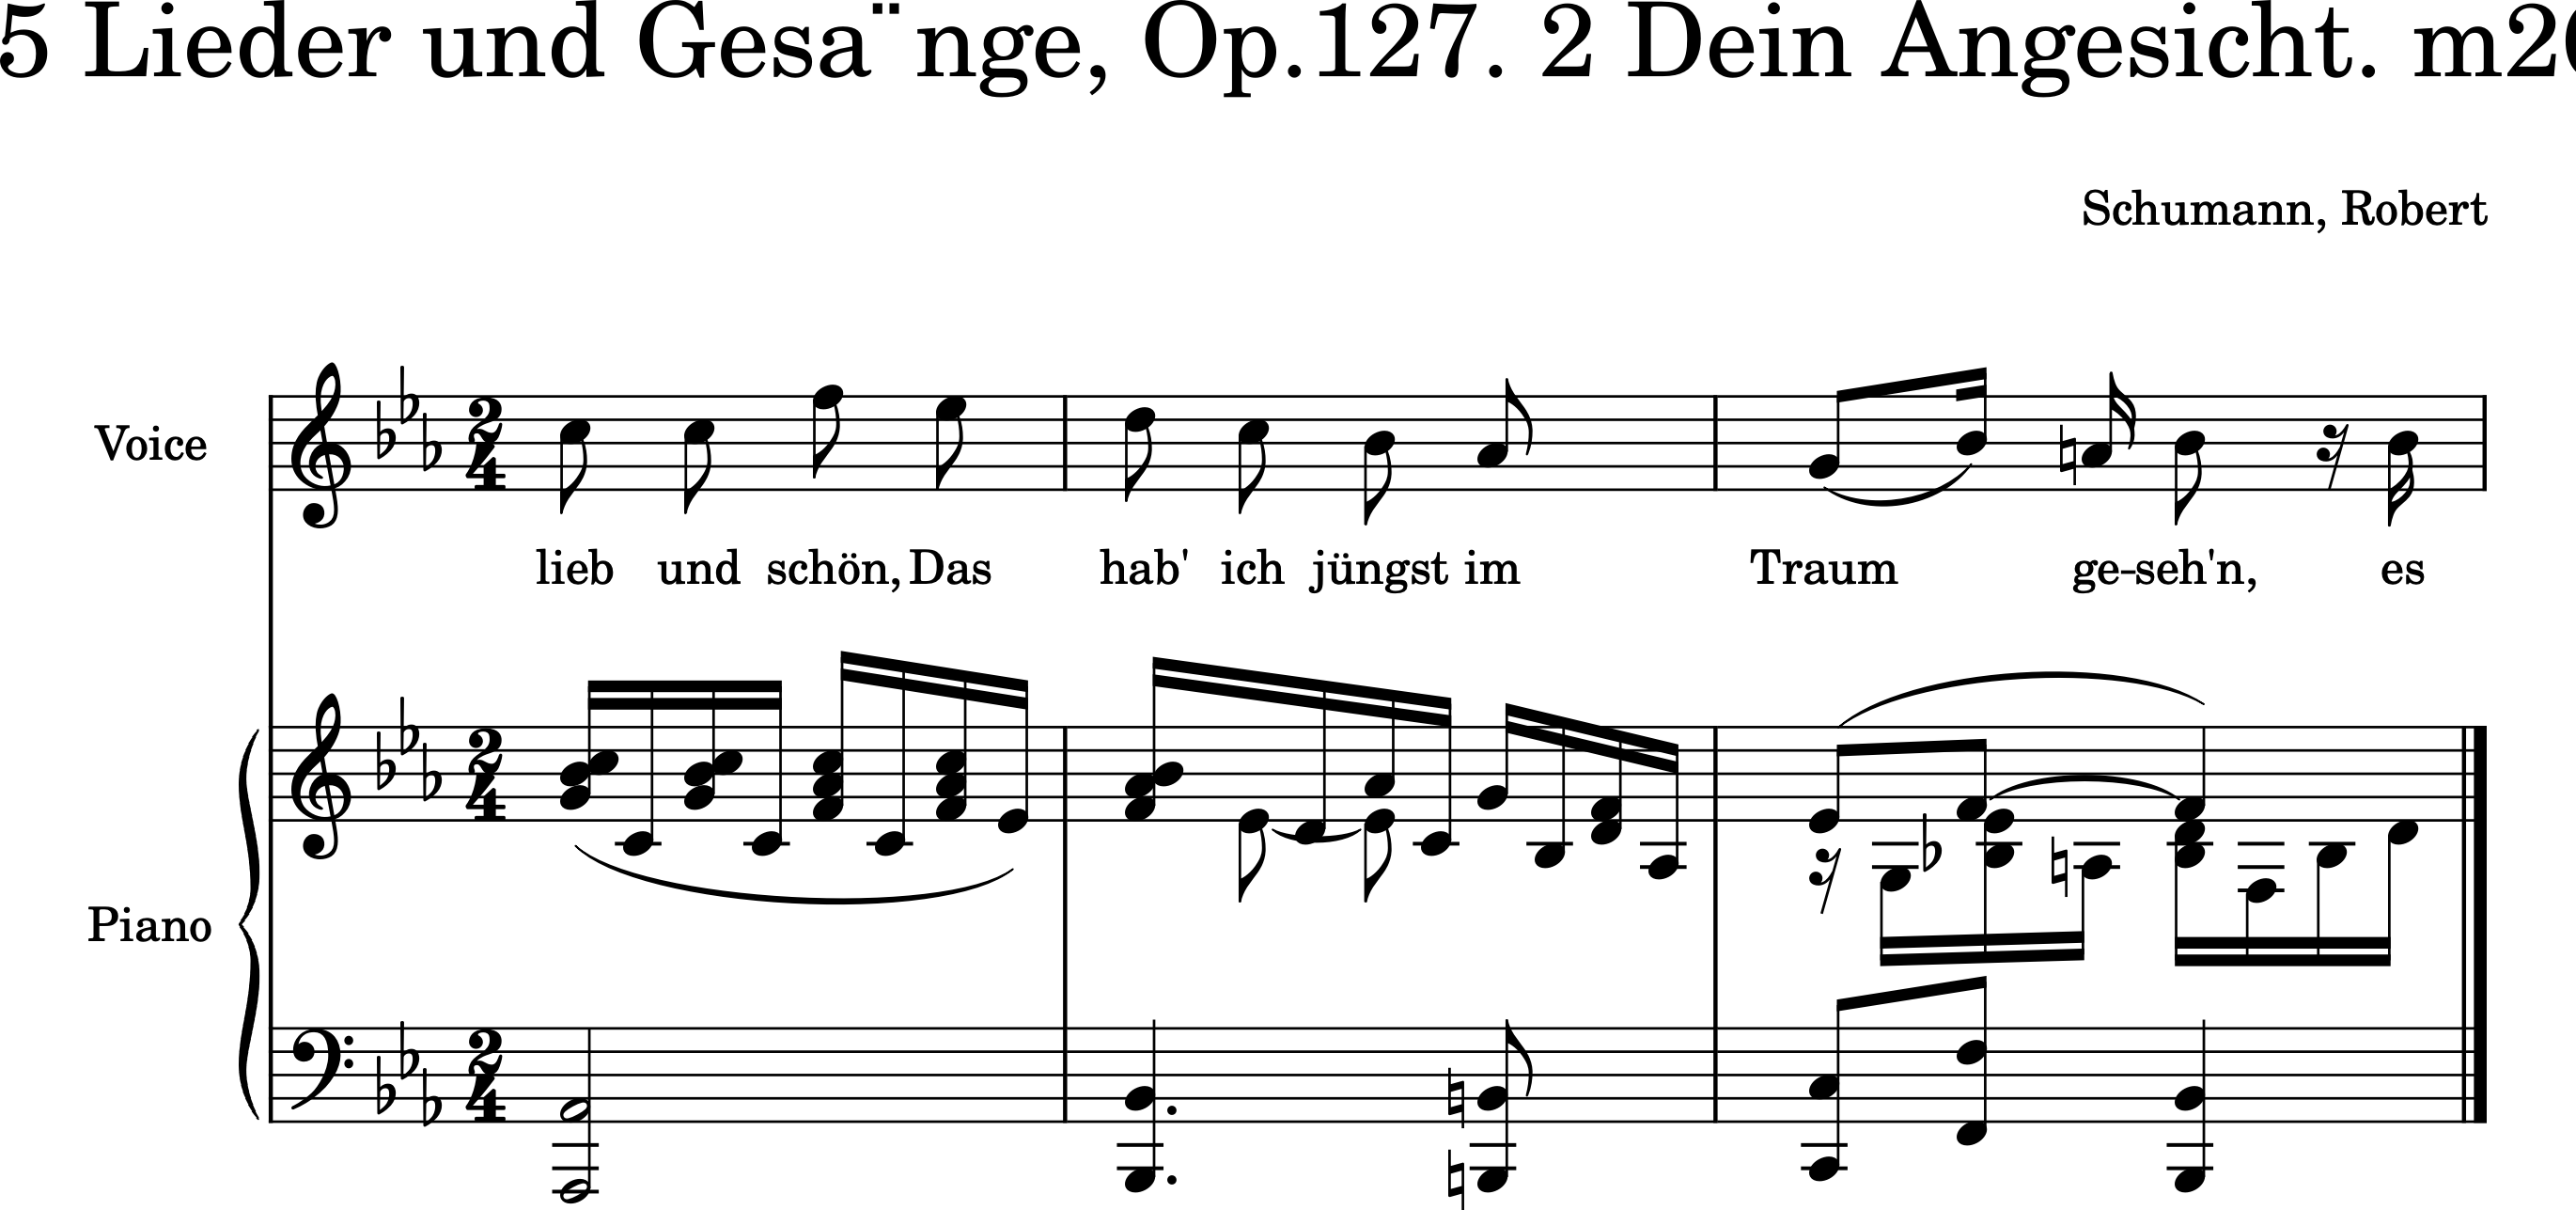 5 Lieder und Gesa¨nge, Op.127. 2 Dein Angesicht. m2
Schumann, Robert
Voice
lieb und schön, Das hab' ich jüngst im Traum ge-seh'n, es
Piano